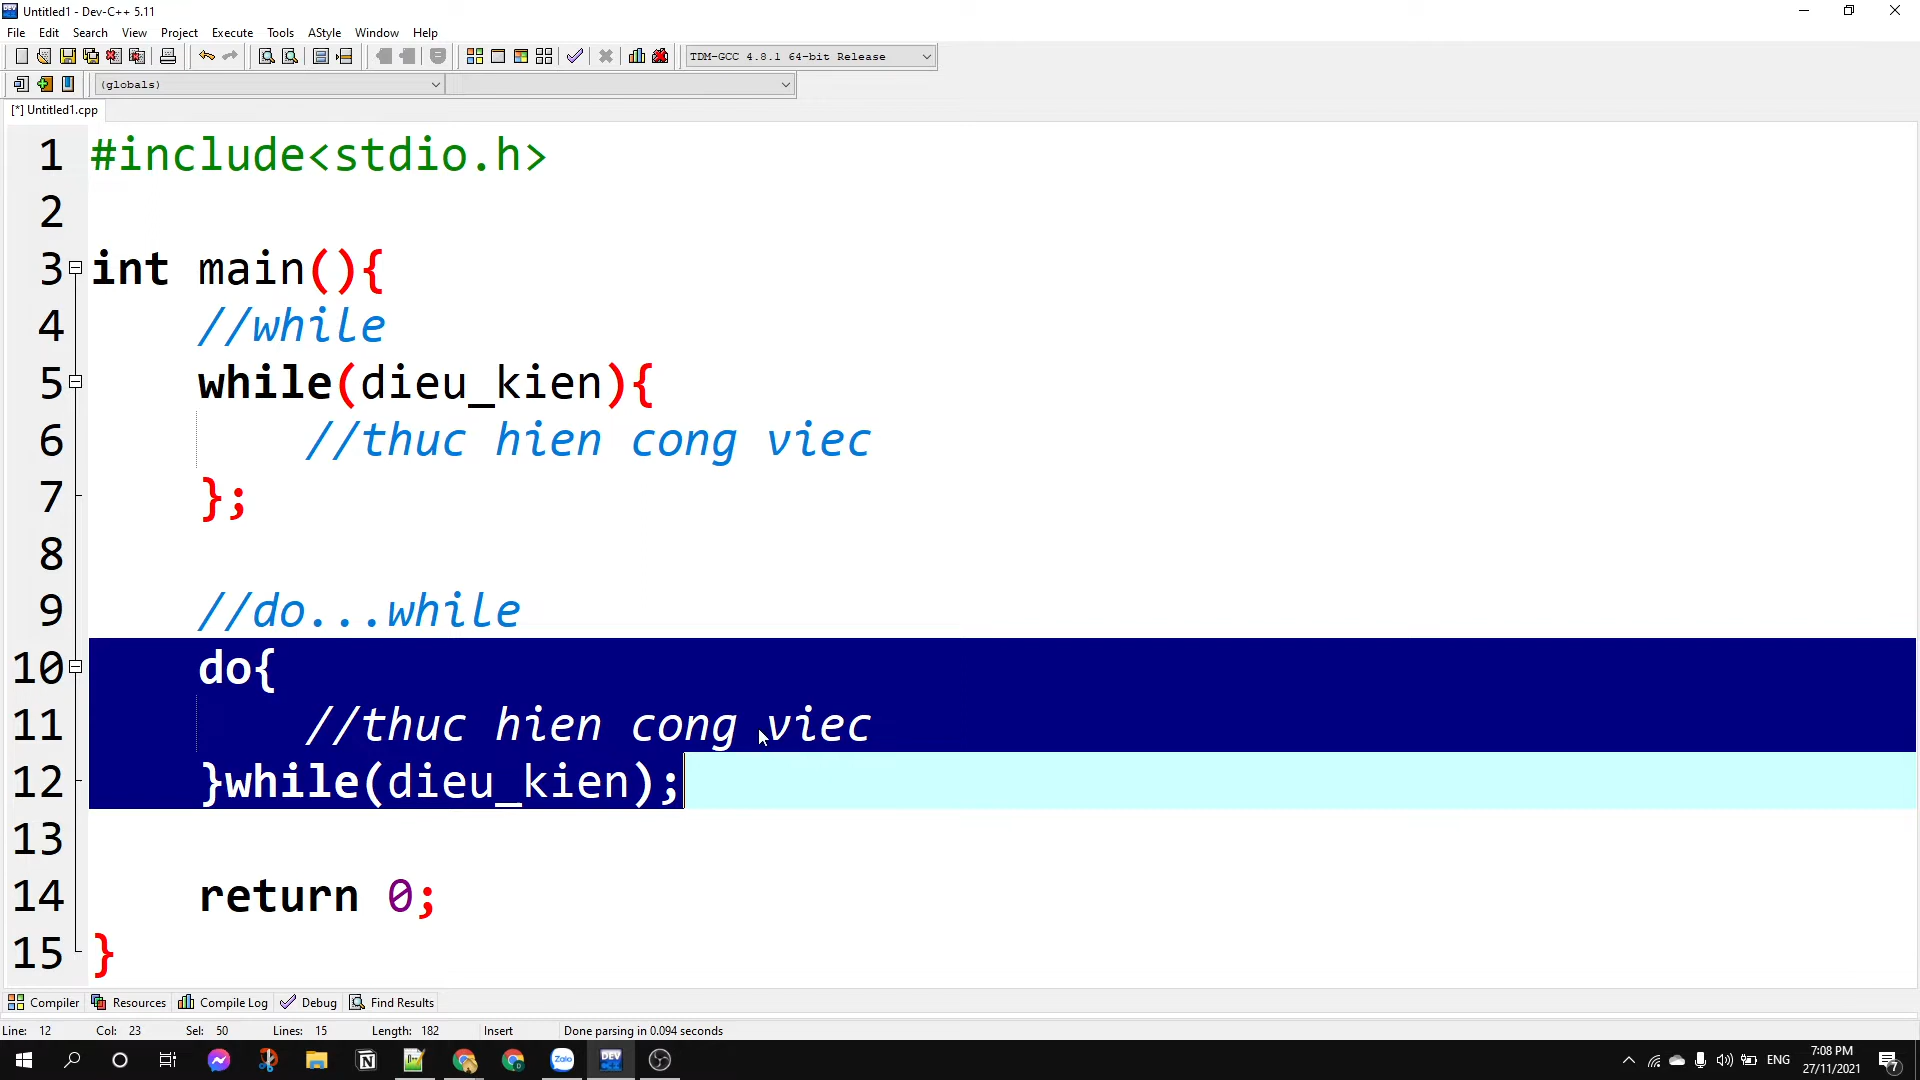 Untitled1 - Dev-C++ 5.11
File Edit Search View Project Execute Tools AStyle Window Help
TDM-GCC 4.8.1 64-bit Release
(globals)
[*] Untitled1.cpp
1 #include<stdio.h>
2
3 int main(){
4 //while
5 while(dieu_kien){
6 //thuc hien cong viec
7 };
8
9 //do...while
10 do{
11 //thuc hien cong viec
12 }while(dieu_kien);
13
14 return 0;
15 }
Compiler Resources Compile Log Debug Find Results
Line: 12 Col: 23 Sel: 50 Lines: 15 Length: 182 Insert Done parsing in 0.094 seconds
Zalo DEV ENG 7:08 PM
27/11/2021 7